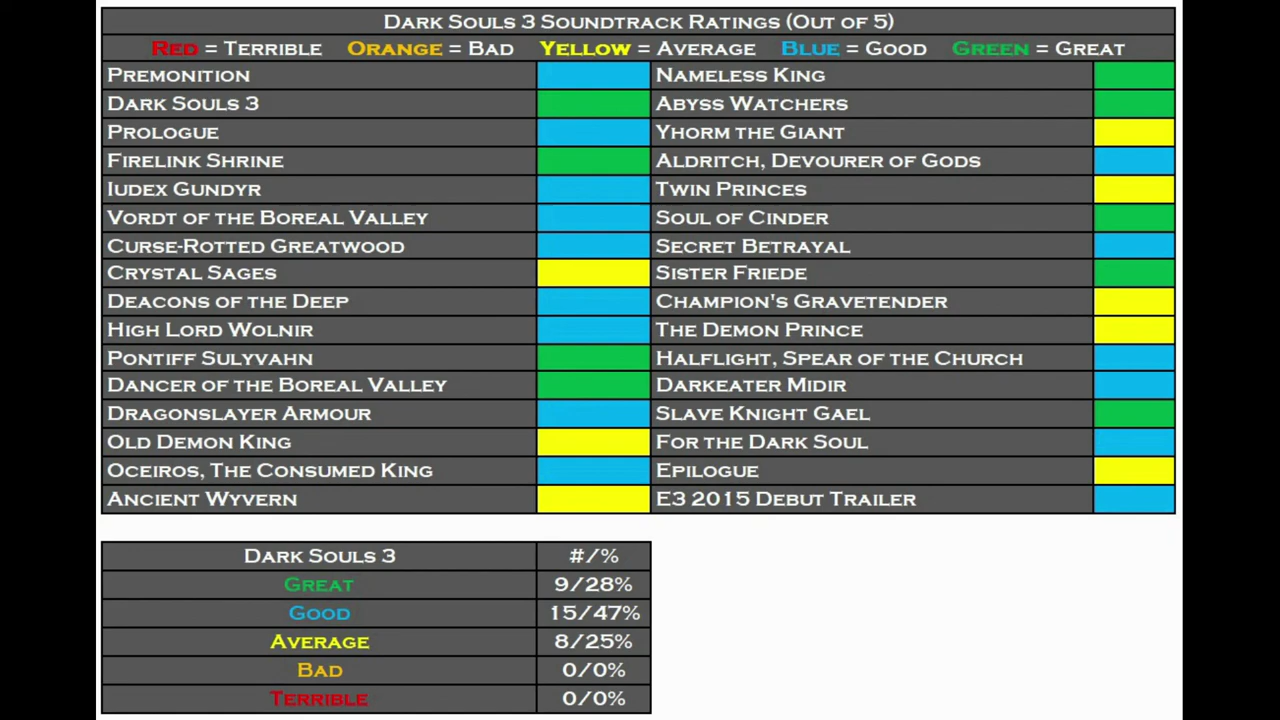 Dark Souls 3 Soundtrack Ratings (Out of 5)
Red = Terrible Orange = Bad Yellow = Average Blue = Good Green = Great
Premonition Nameless King
Dark Souls 3 Abyss Watchers
Prologue Yhorm the Giant
Firelink Shrine Aldritch, Devourer of Gods
Iudex Gundyr Twin Princes
Vordt of the Boreal Valley Soul of Cinder
Curse-Rotted Greatwood Secret Betrayal
Crystal Sages Sister Friede
Deacons of the Deep Champion's Gravetender
High Lord Wolnir The Demon Prince
Pontiff Sulyvahn Halflight, Spear of the Church
Dancer of the Boreal Valley Darkeater Midir
Dragonslayer Armour Slave Knight Gael
Old Demon King For the Dark Soul
Oceiros, The Consumed King Epilogue
Ancient Wyvern E3 2015 Debut Trailer
Dark Souls 3 #/%
Great 9/28%
Good 15/47%
Average 8/25%
Bad 0/0%
Terrible 0/0%